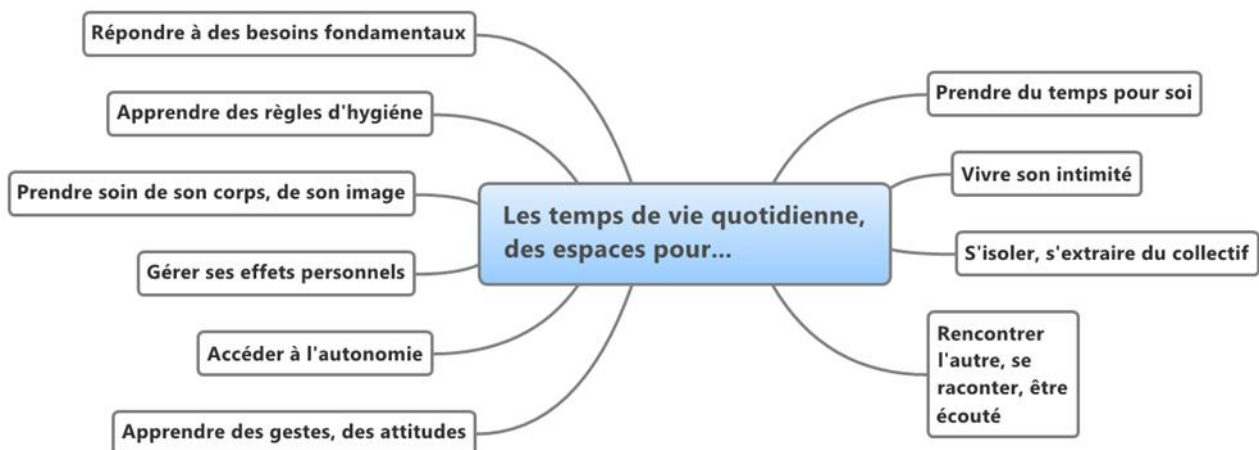 Répondre à des besoins fondamentaux
Apprendre des règles d'hygiéne
Prendre soin de son corps, de son image
Gérer ses effets personnels
Accéder à l'autonomie
Apprendre des gestes, des attitudes
Les temps de vie quotidienne,
des espaces pour...
Prendre du temps pour soi
Vivre son intimité
S'isoler, s'extraire du collectif
Rencontrer
l'autre, se
raconter, être
écouté